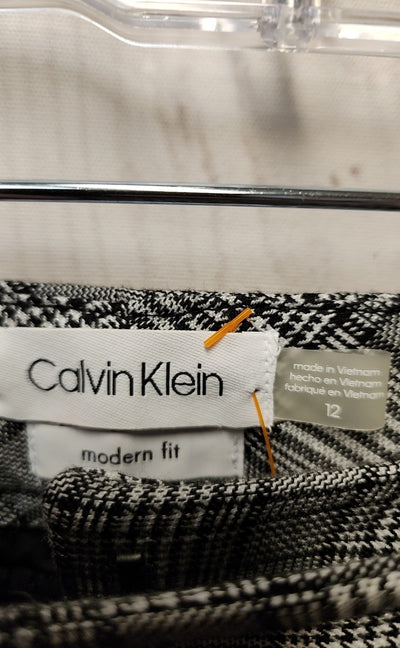 Calvin Klein
modern fit
made in Vietnam
hecho en Vietnam
fabriqué en Vietnam
12